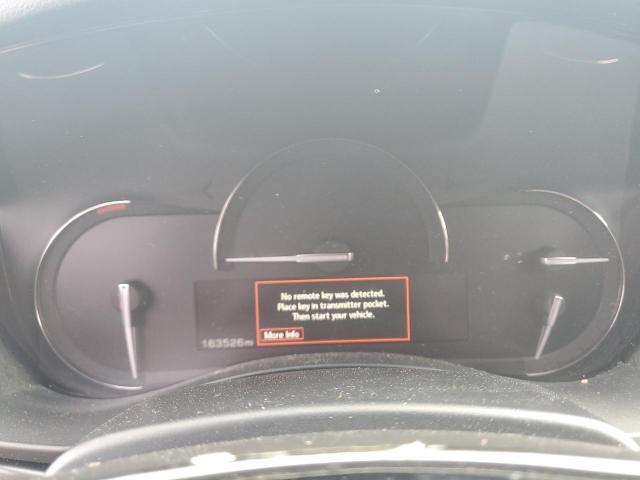 No remote key was detected.
Place key in transmitter pocket.
Then start your vehicle.
More Info
163526mi